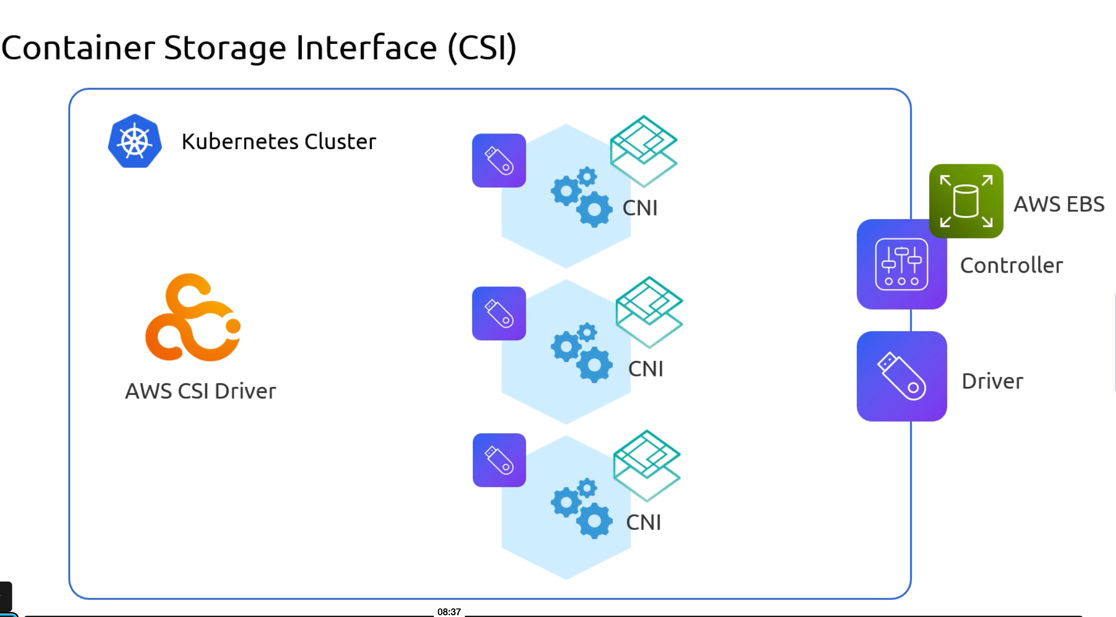 Container Storage Interface (CSI)
Kubernetes Cluster
CNI
AWS EBS
Controller
CNI
Driver
AWS CSI Driver
CNI
08:37